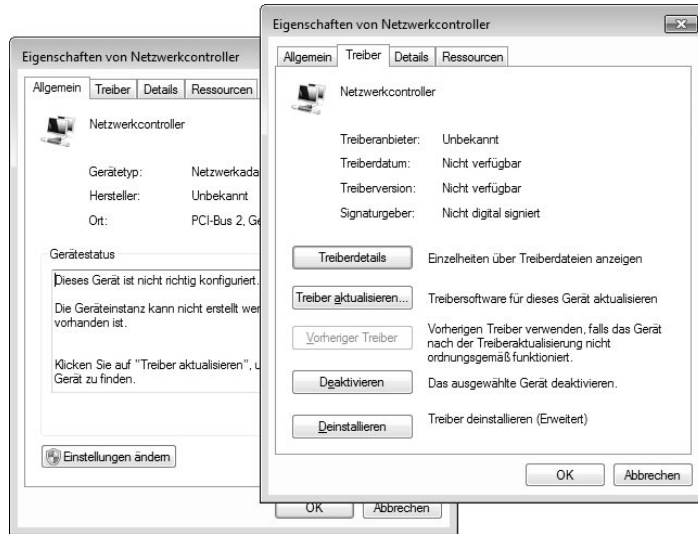 Eigenschaften von Netzwerkcontroller
Allgemein Treiber Details Ressourcen
Netzwerkcontroller
Gerätetyp:
Hersteller: Unbekannt
Ort: PCI-Bus 2,
Gerätestatus
Dieses Gerät ist nicht richtig konfiguriert.
Die Geräteinstanz kann nicht erstellt
vorhanden ist.
Klicken Sie auf "Treiber aktualisieren",
Gerät zu finden.
Einstellungen ändern
OK Abbrechen
Eigenschaften von Netzwerkcontroller
Allgemein Treiber Details Ressourcen
Netzwerkcontroller
Treiberanbieter: Unbekannt
Treiberdatum: Nicht verfügbar
Treiberversion: Nicht verfügbar
Signaturgeber: Nicht digital signiert
Treiberdetails Einzelheiten über Treiberdateien anzeigen
Treiber aktualisieren... Treibersoftware für dieses Gerät aktualisieren
Vorheriger Treiber Vorherigen Treiber verwenden, falls das Gerät
nach der Treiberaktualisierung nicht
ordnungsgemäß funktioniert.
Deaktivieren Das ausgewählte Gerät deaktivieren.
Deinstallieren Treiber deinstallieren (Erweitert)
OK Abbrechen